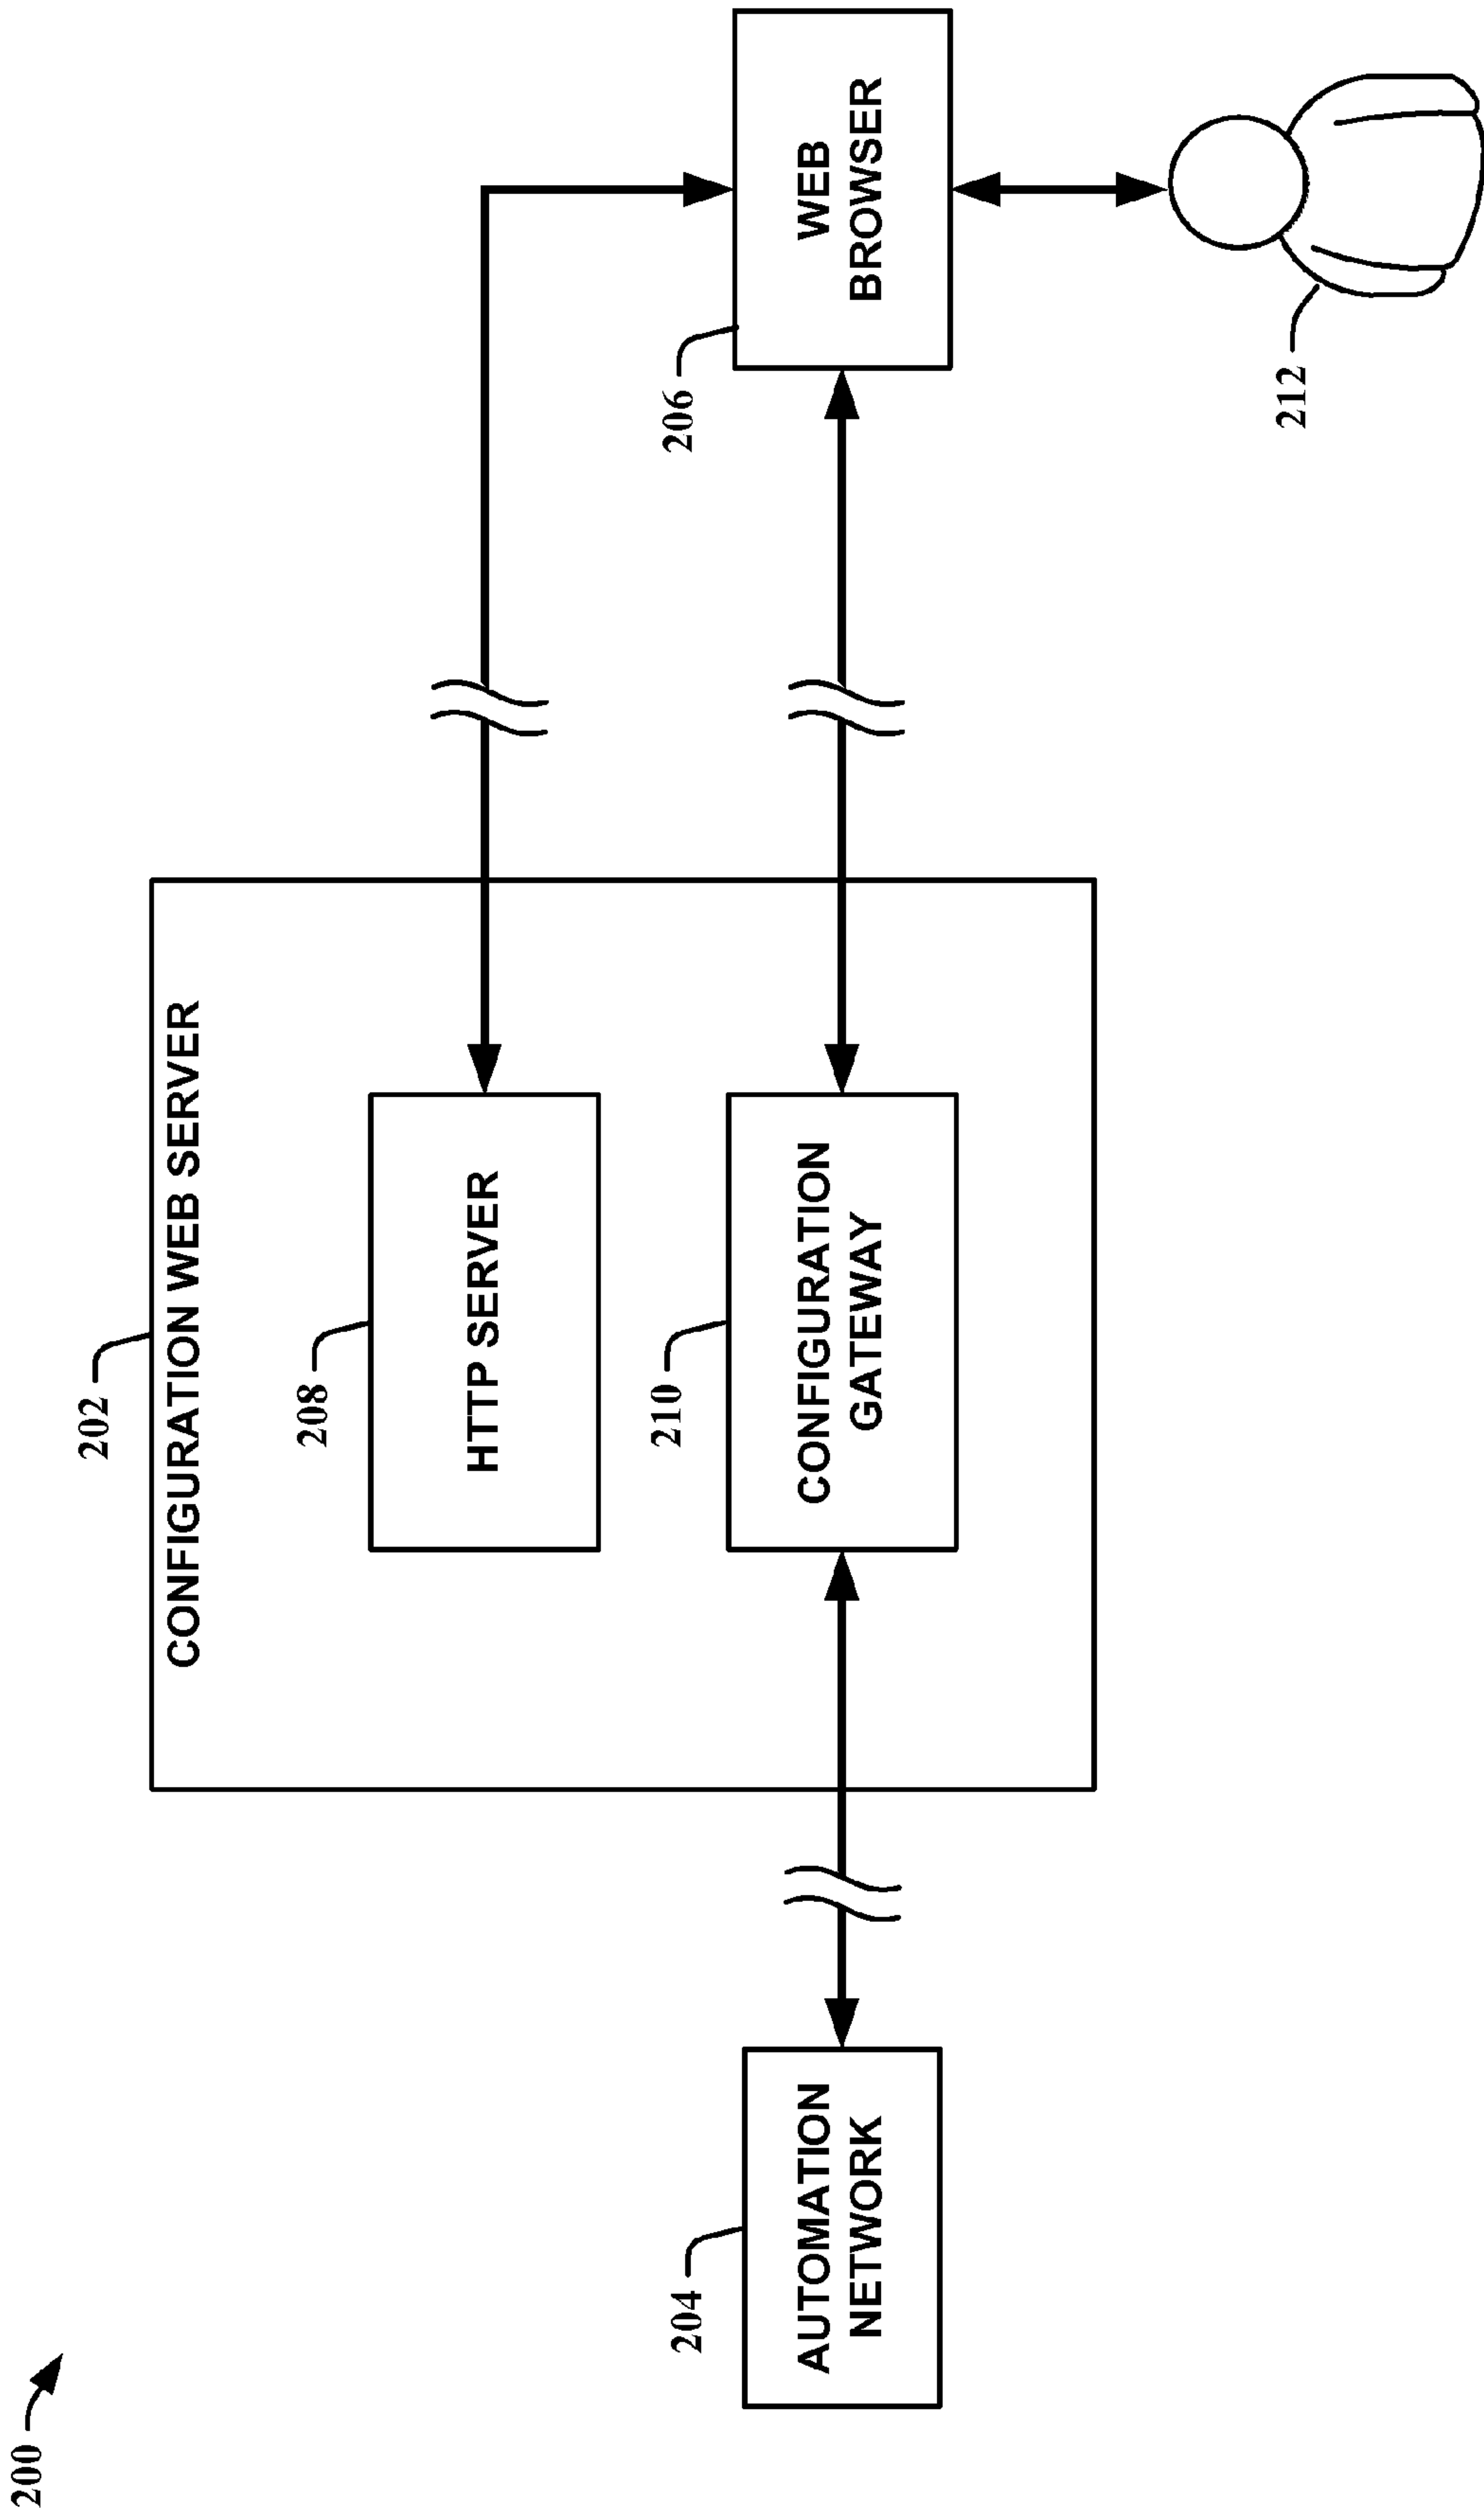 200
202
CONFIGURATION WEB SERVER
208
HTTP SERVER
204
AUTOMATION
NETWORK
210
CONFIGURATION
GATEWAY
206
WEB
BROWSER
212